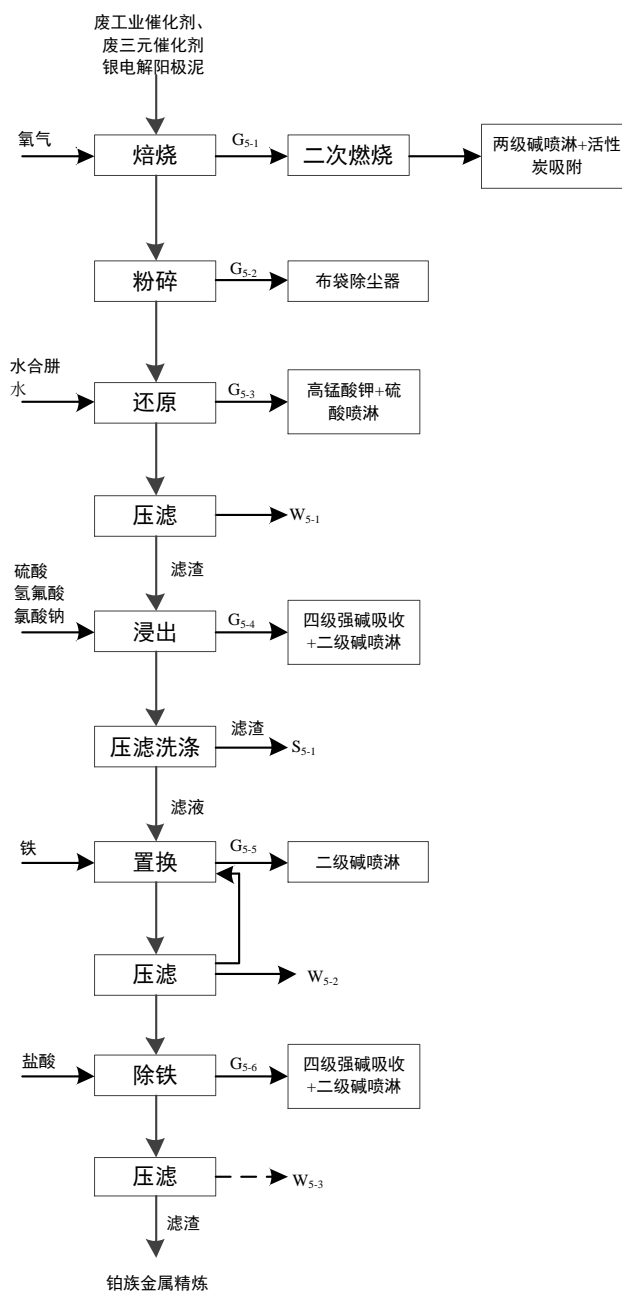 废工业催化剂、
废三元催化剂
银电解阳极泥
氧气
焙烧
G5-1
二次燃烧
两级碱喷淋+活性
炭吸附
粉碎
G5-2
布袋除尘器
水合肼
水
还原
G5-3
高锰酸钾+硫
酸喷淋
压滤
W5-1
滤渣
硫酸
氢氟酸
氯酸钠
浸出
G5-4
四级强碱吸收
+二级碱喷淋
压滤洗涤
滤渣
S5-1
滤液
铁
置换
G5-5
二级碱喷淋
压滤
W5-2
盐酸
除铁
G5-6
四级强碱吸收
+二级碱喷淋
压滤
W5-3
滤渣
铂族金属精炼